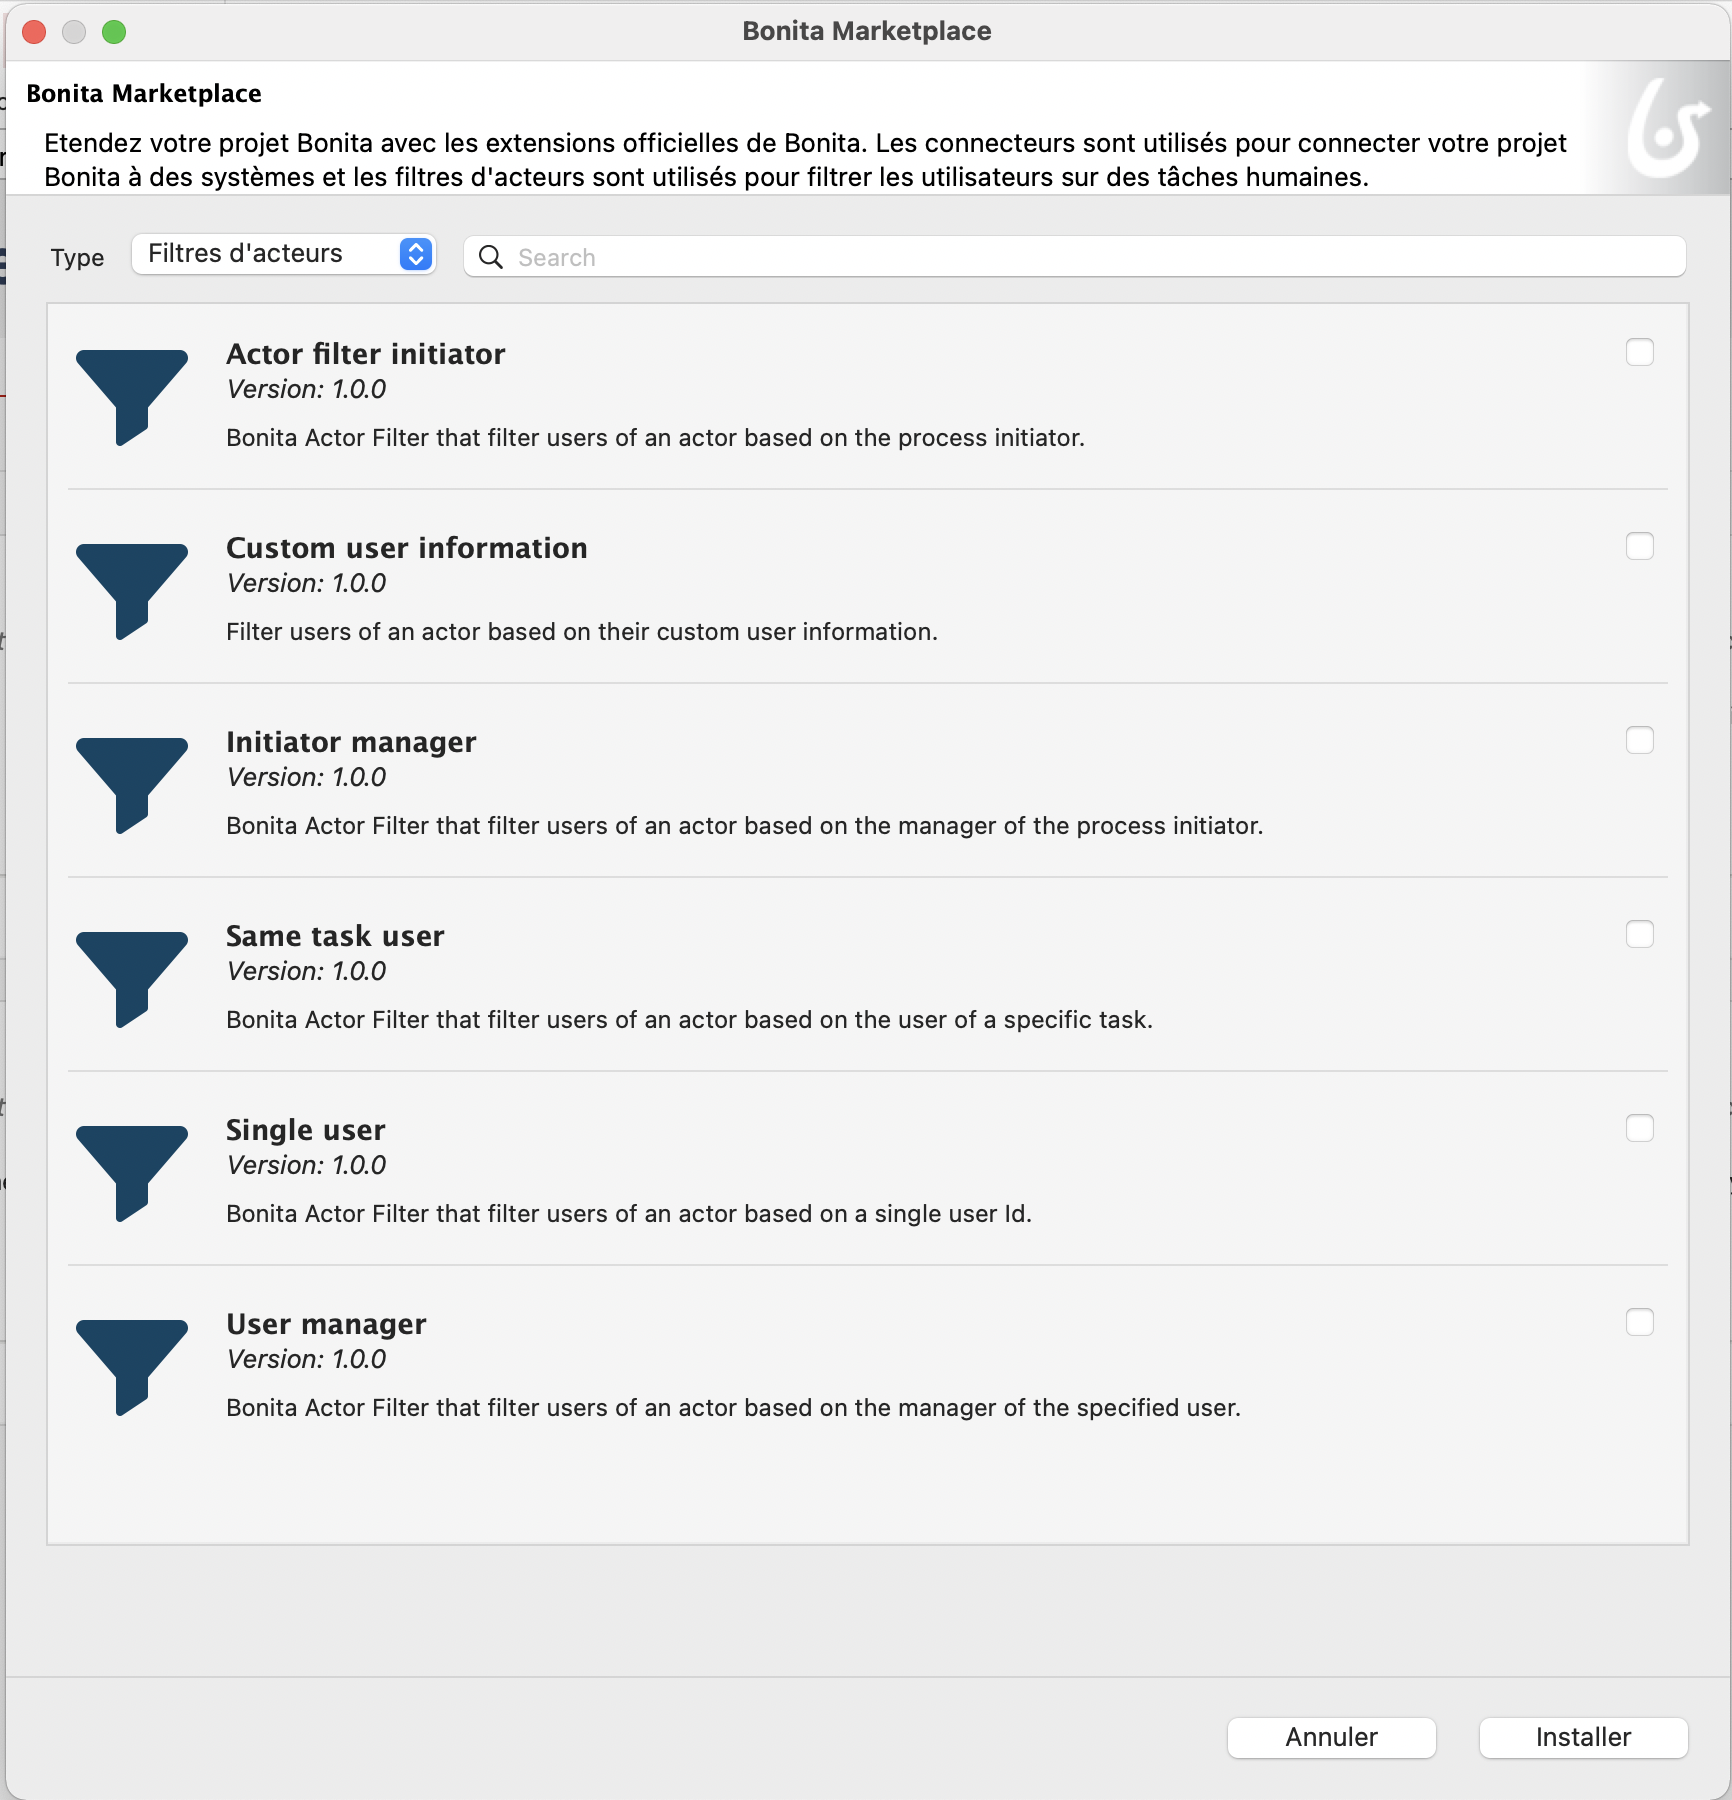 Bonita Marketplace
Bonita Marketplace
Etendez votre projet Bonita avec les extensions officielles de Bonita. Les connecteurs sont utilisés pour connecter votre projet
Bonita à des systèmes et les filtres d'acteurs sont utilisés pour filtrer les utilisateurs sur des tâches humaines.
Type Filtres d'acteurs Search
Actor filter initiator
Version: 1.0.0
Bonita Actor Filter that filter users of an actor based on the process initiator.
Custom user information
Version: 1.0.0
Filter users of an actor based on their custom user information.
Initiator manager
Version: 1.0.0
Bonita Actor Filter that filter users of an actor based on the manager of the process initiator.
Same task user
Version: 1.0.0
Bonita Actor Filter that filter users of an actor based on the user of a specific task.
Single user
Version: 1.0.0
Bonita Actor Filter that filter users of an actor based on a single user Id.
User manager
Version: 1.0.0
Bonita Actor Filter that filter users of an actor based on the manager of the specified user.
Annuler Installer